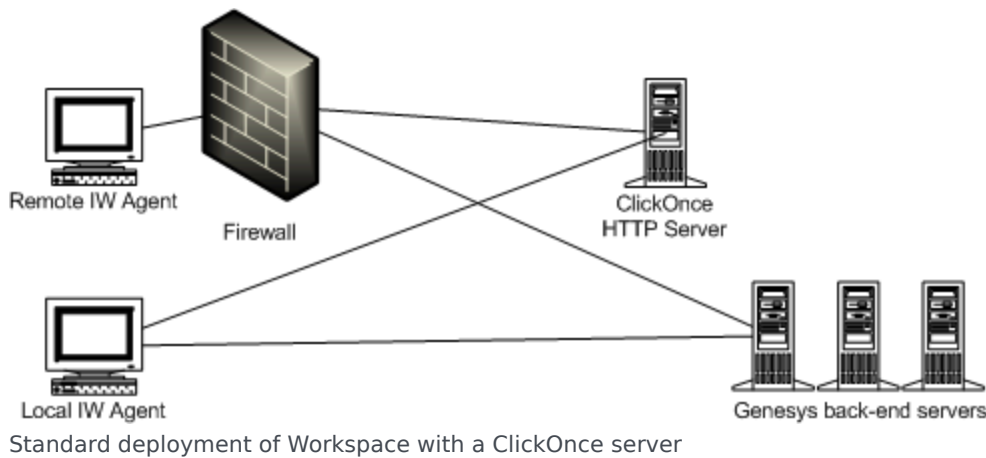 Remote IW Agent
Firewall
ClickOnce
HTTP Server
Local IW Agent
Genesys back-end servers
Standard deployment of Workspace with a ClickOnce server